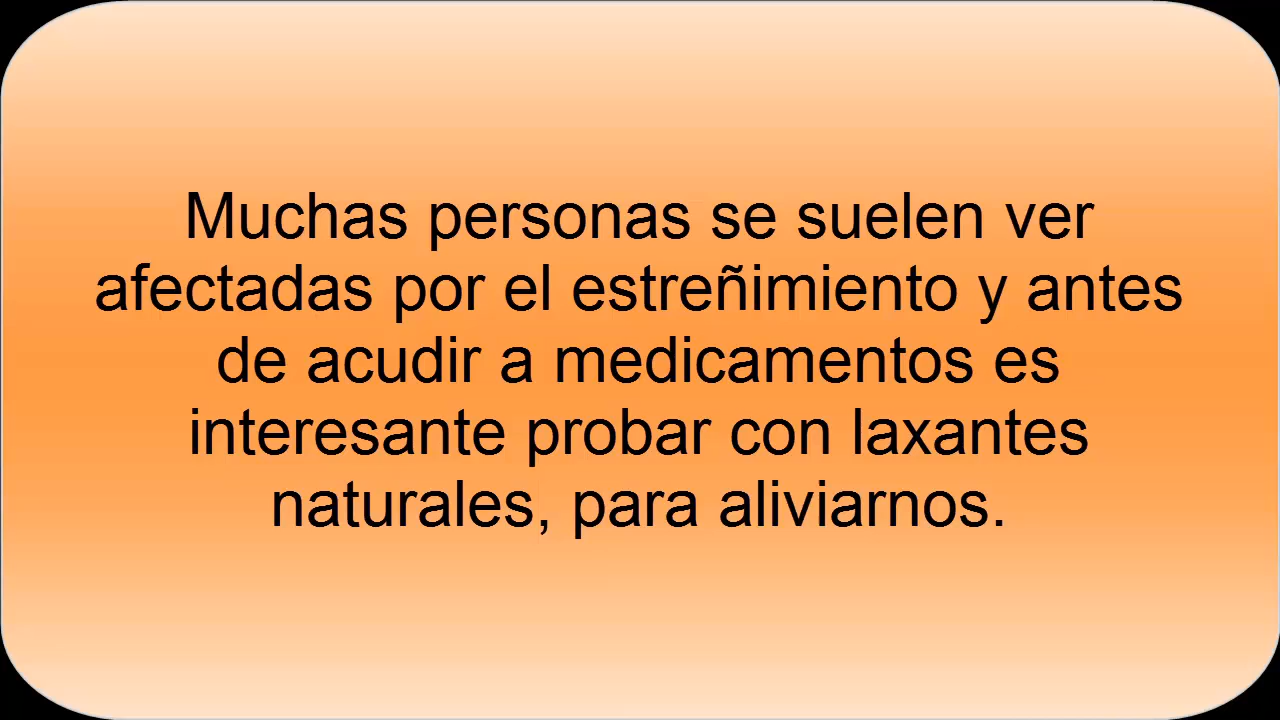 Muchas personas se suelen ver
afectadas por el estreñimiento y antes
de acudir a medicamentos es
interesante probar con laxantes
naturales, para aliviarnos.